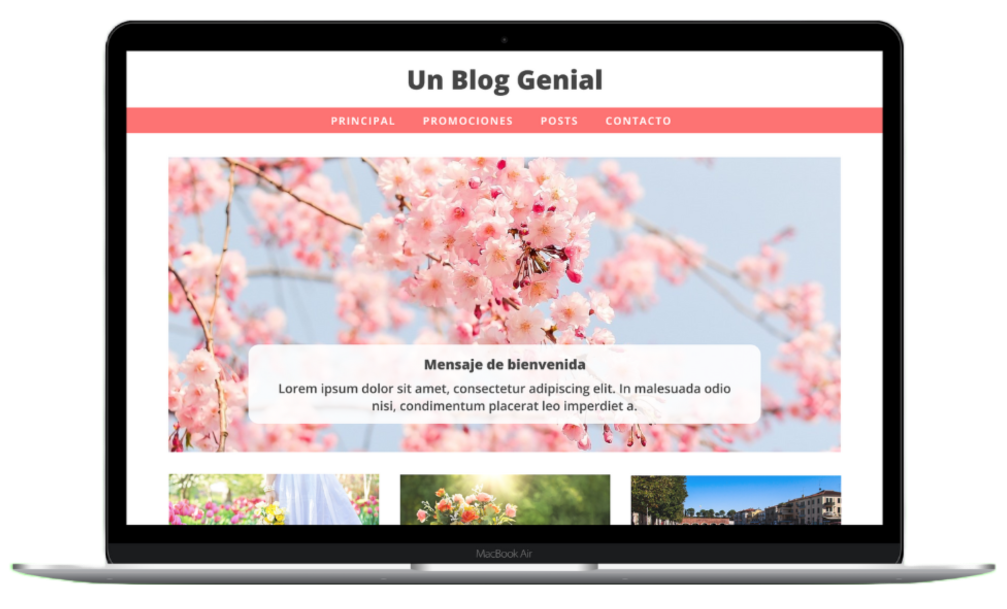 Un Blog Genial
PRINCIPAL PROMOCIONES POSTS CONTACTO
Mensaje de bienvenida
Lorem ipsum dolor sit amet, consectetur adipiscing elit. In malesuada odio
nisi, condimentum placerat leo imperdiet a.
MacBook Air